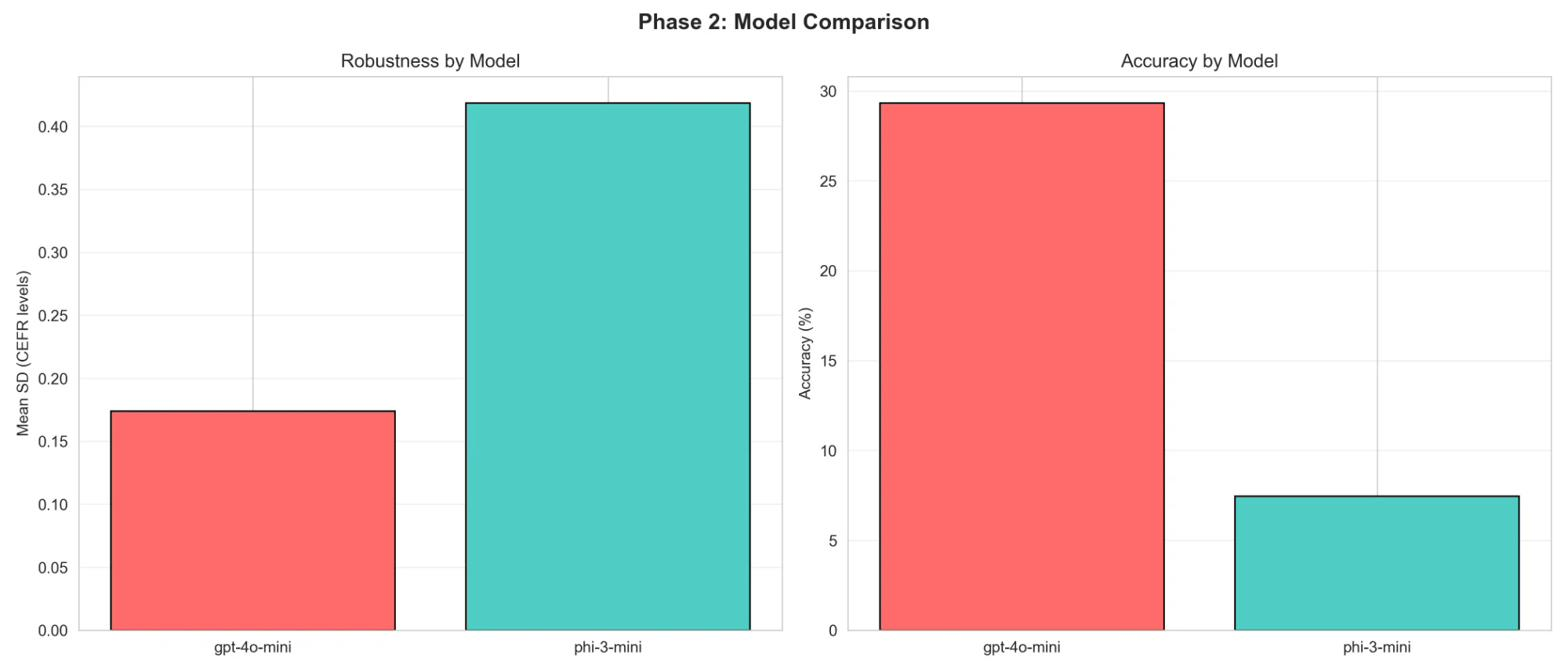 Phase 2: Model Comparison
Robustness by Model
Mean SD (CEFR levels)
0.40
0.35
0.30
0.25
0.20
0.15
0.10
0.05
0.00
gpt-4o-mini
phi-3-mini
Accuracy by Model
Accuracy (%)
30
25
20
15
10
5
0
gpt-4o-mini
phi-3-mini